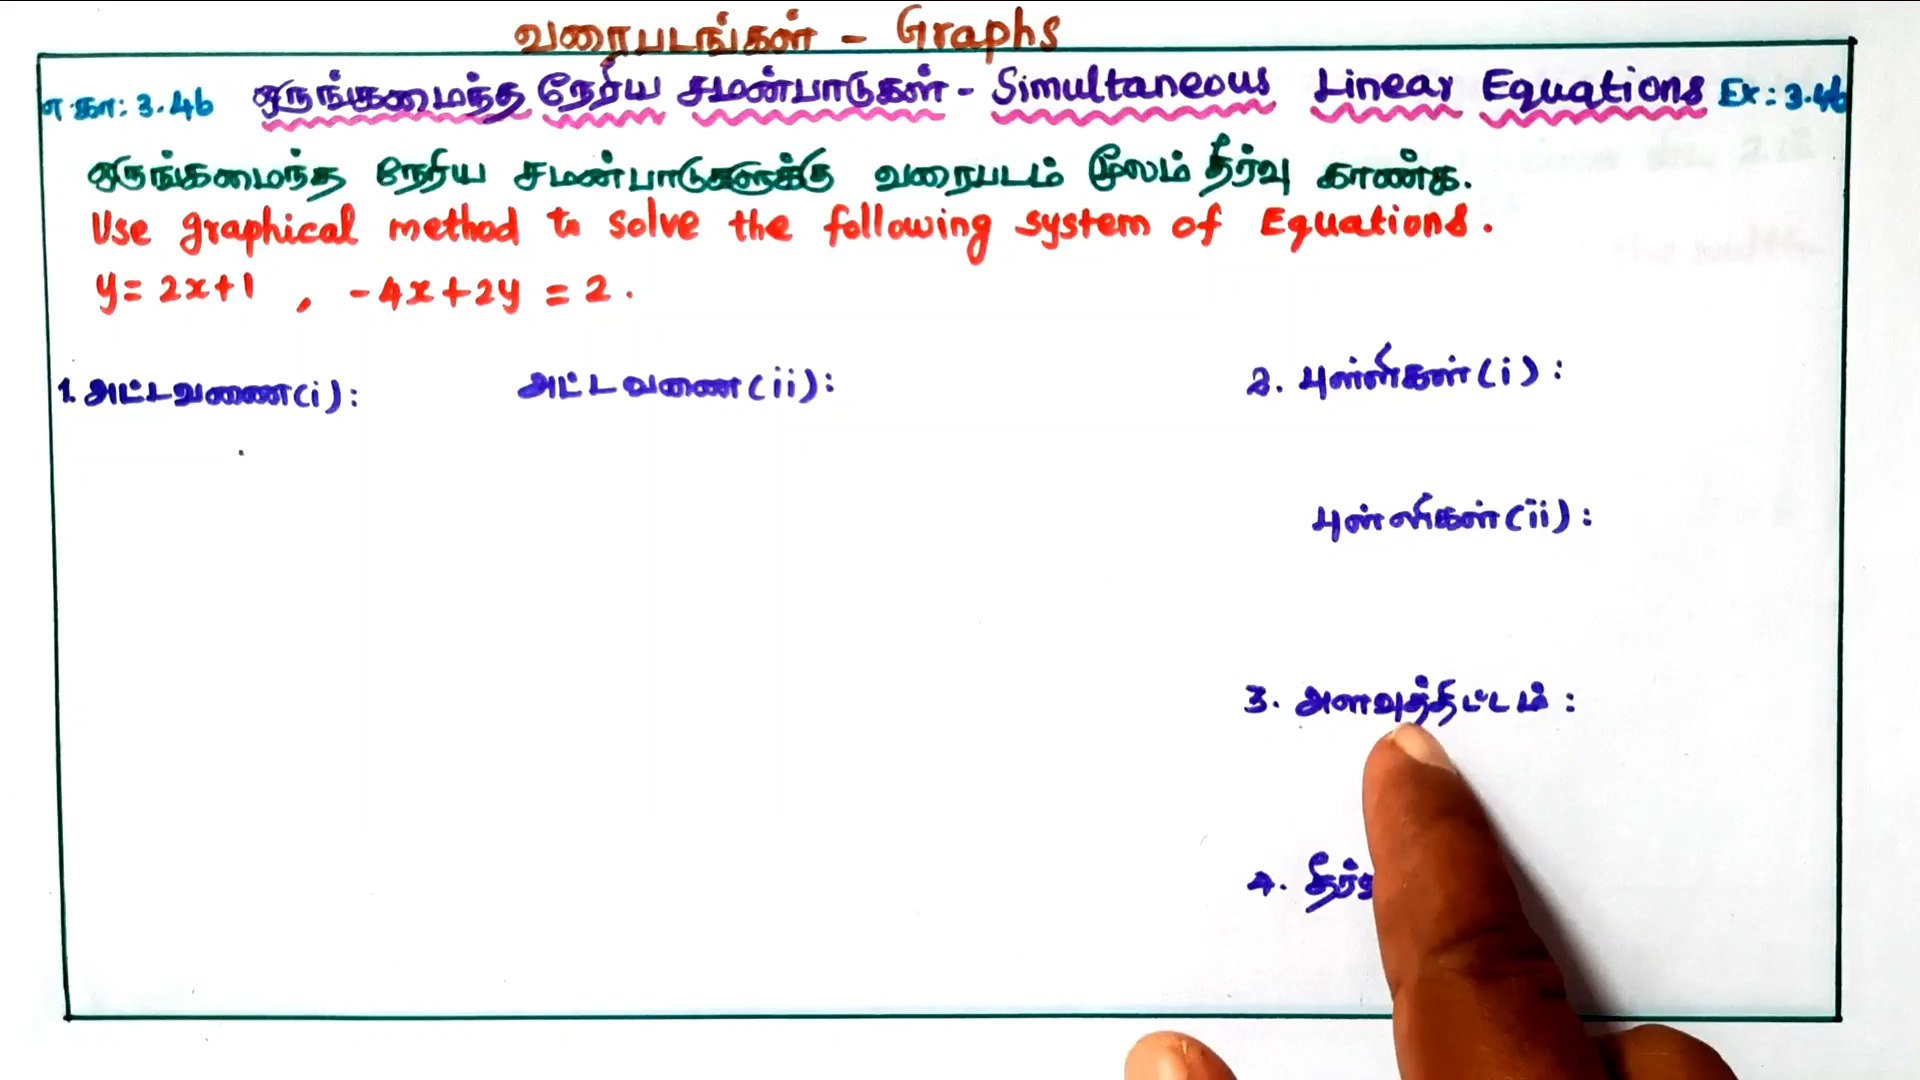 வரைபடங்கள் - Graphs
எ.கா: 3.46 ஒருங்கமைந்த நேரிய சமன்பாடுகள் - Simultaneous Linear Equations Ex: 3.46
ஒருங்கமைந்த நேரிய சமன்பாடுகளுக்கு வரைபடம் மூலம் தீர்வு காண்க.
Use graphical method to solve the following system of Equations.
y = 2x+1 , -4x+2y = 2.
1. அட்டவணை(i): அட்டவணை(ii): 2. புள்ளிகள்(i):
புள்ளிகள்(ii):
3. அளவுத்திட்டம்:
4.